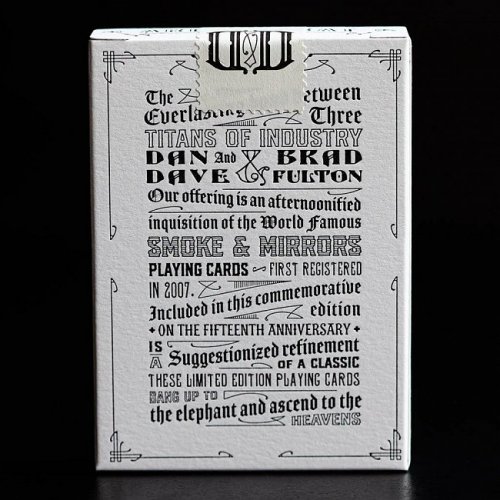 The between
Everlasting Three
TITANS OF INDUSTRY
DAN And BRAD
DAVE & FULTON
Our offering is an afternoonified
inquisition of the World Famous
SMOKE & MIRRORS
PLAYING CARDS FIRST REGISTERED
IN 2007.
Included in this commemorative
edition
ON THE FIFTEENTH ANNIVERSARY
IS
A Suggestionized refinement
OF A CLASSIC
THESE LIMITED EDITION PLAYING CARDS
BANG UP TO
the elephant and ascend to the
HEAVENS